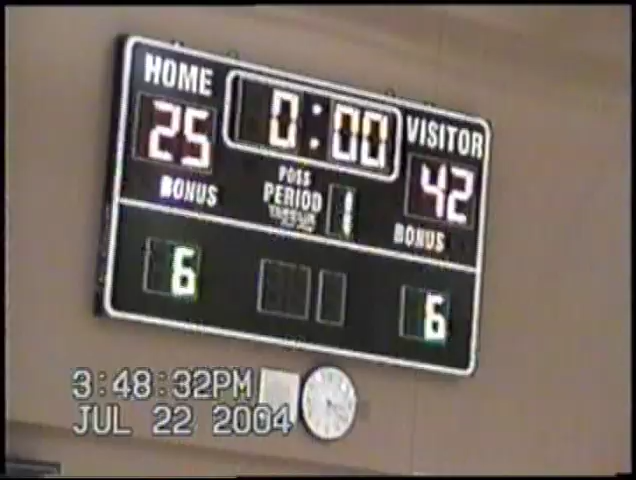 HOME
0:00
VISITOR
25
POSS
42
PERIOD
1
BONUS
BONUS
6
6
3:48:32PM
JUL 22 2004